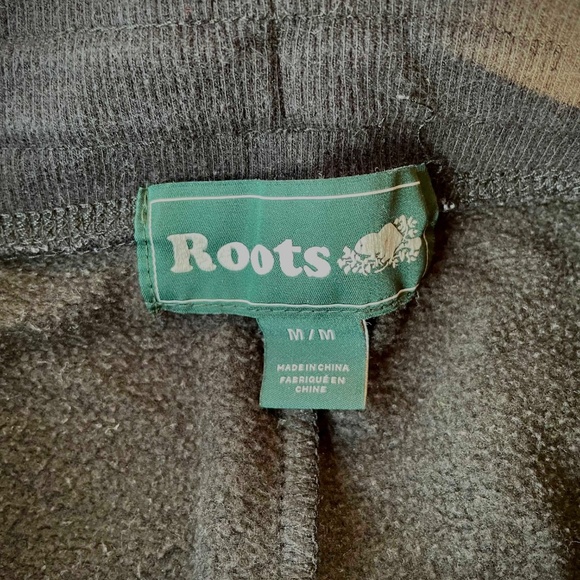 Roots
M / M
MADE IN CHINA
FABRIQUÉ EN
CHINE